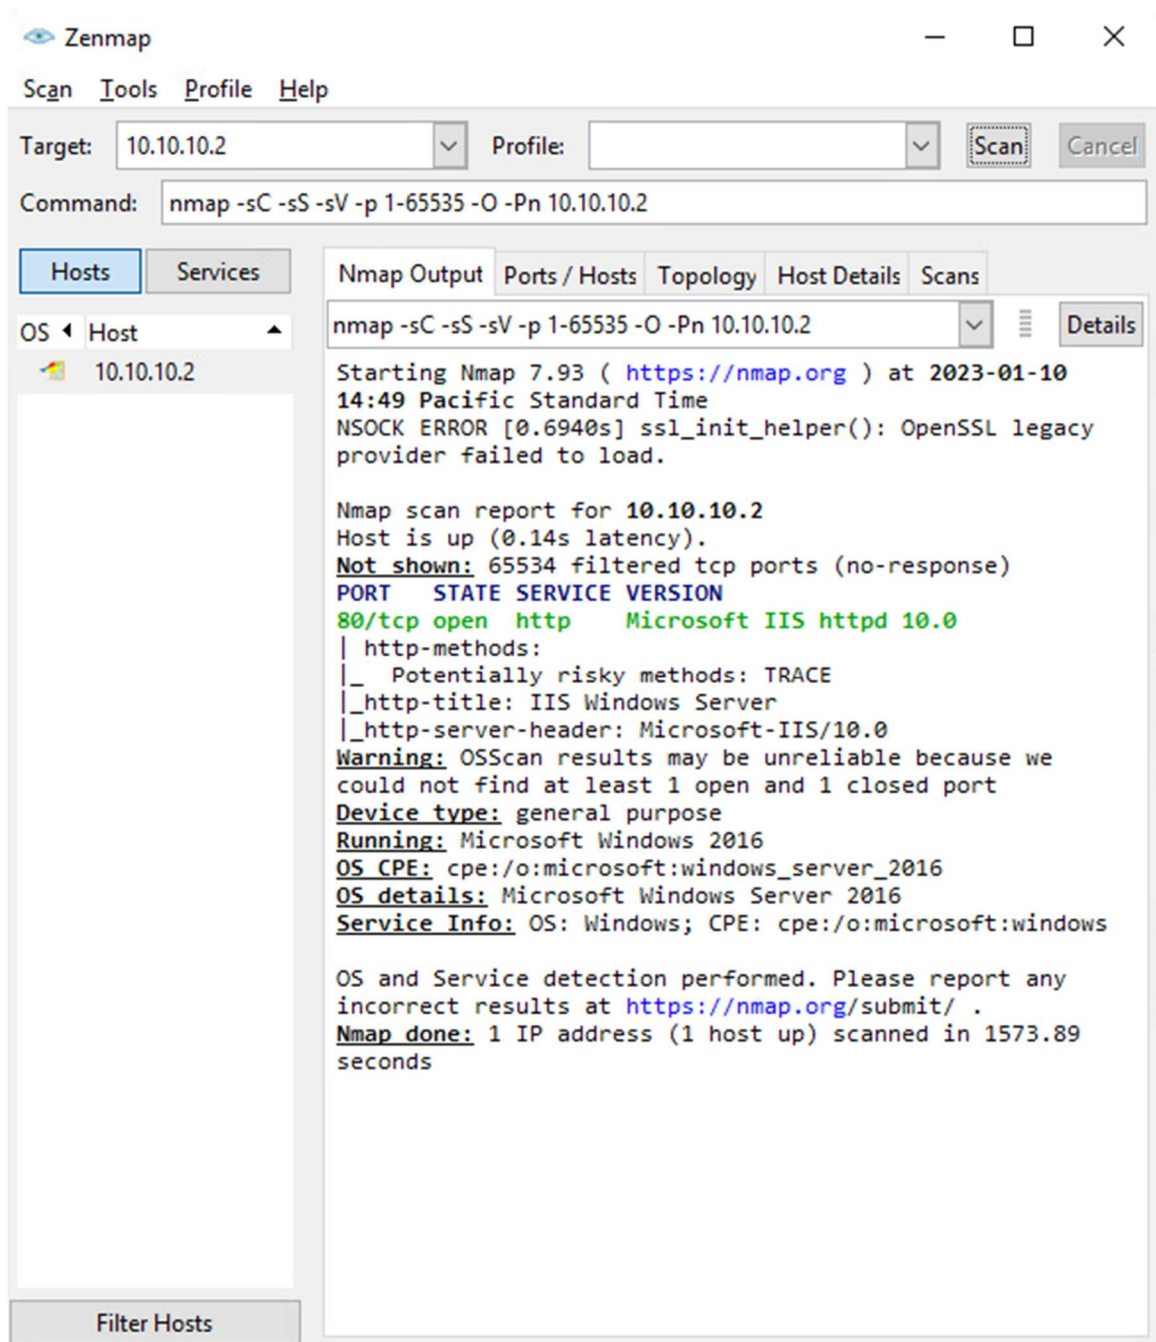 Zenmap
Scan Tools Profile Help
Target: 10.10.10.2 Profile: Scan Cancel
Command: nmap -sC -sS -sV -p 1-65535 -O -Pn 10.10.10.2
Hosts Services
Nmap Output Ports / Hosts Topology Host Details Scans
OS Host
nmap -sC -sS -sV -p 1-65535 -O -Pn 10.10.10.2 Details
10.10.10.2
Starting Nmap 7.93 ( https://nmap.org ) at 2023-01-10
14:49 Pacific Standard Time
NSOCK ERROR [0.6940s] ssl_init_helper(): OpenSSL legacy
provider failed to load.
Nmap scan report for 10.10.10.2
Host is up (0.14s latency).
Not shown: 65534 filtered tcp ports (no-response)
PORT   STATE SERVICE VERSION
80/tcp open  http    Microsoft IIS httpd 10.0
| http-methods:
|_  Potentially risky methods: TRACE
|_http-title: IIS Windows Server
|_http-server-header: Microsoft-IIS/10.0
Warning: OSScan results may be unreliable because we
could not find at least 1 open and 1 closed port
Device type: general purpose
Running: Microsoft Windows 2016
OS CPE: cpe:/o:microsoft:windows_server_2016
OS details: Microsoft Windows Server 2016
Service Info: OS: Windows; CPE: cpe:/o:microsoft:windows
OS and Service detection performed. Please report any
incorrect results at https://nmap.org/submit/ .
Nmap done: 1 IP address (1 host up) scanned in 1573.89
seconds
Filter Hosts